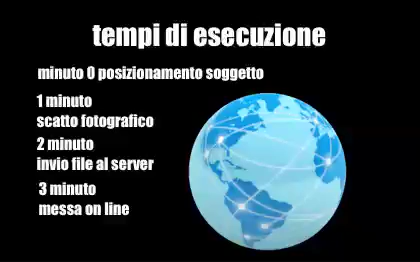 tempi di esecuzione
minuto 0 posizionamento soggetto
1 minuto
scatto fotografico
2 minuto
invio file al server
3 minuto
messa on line